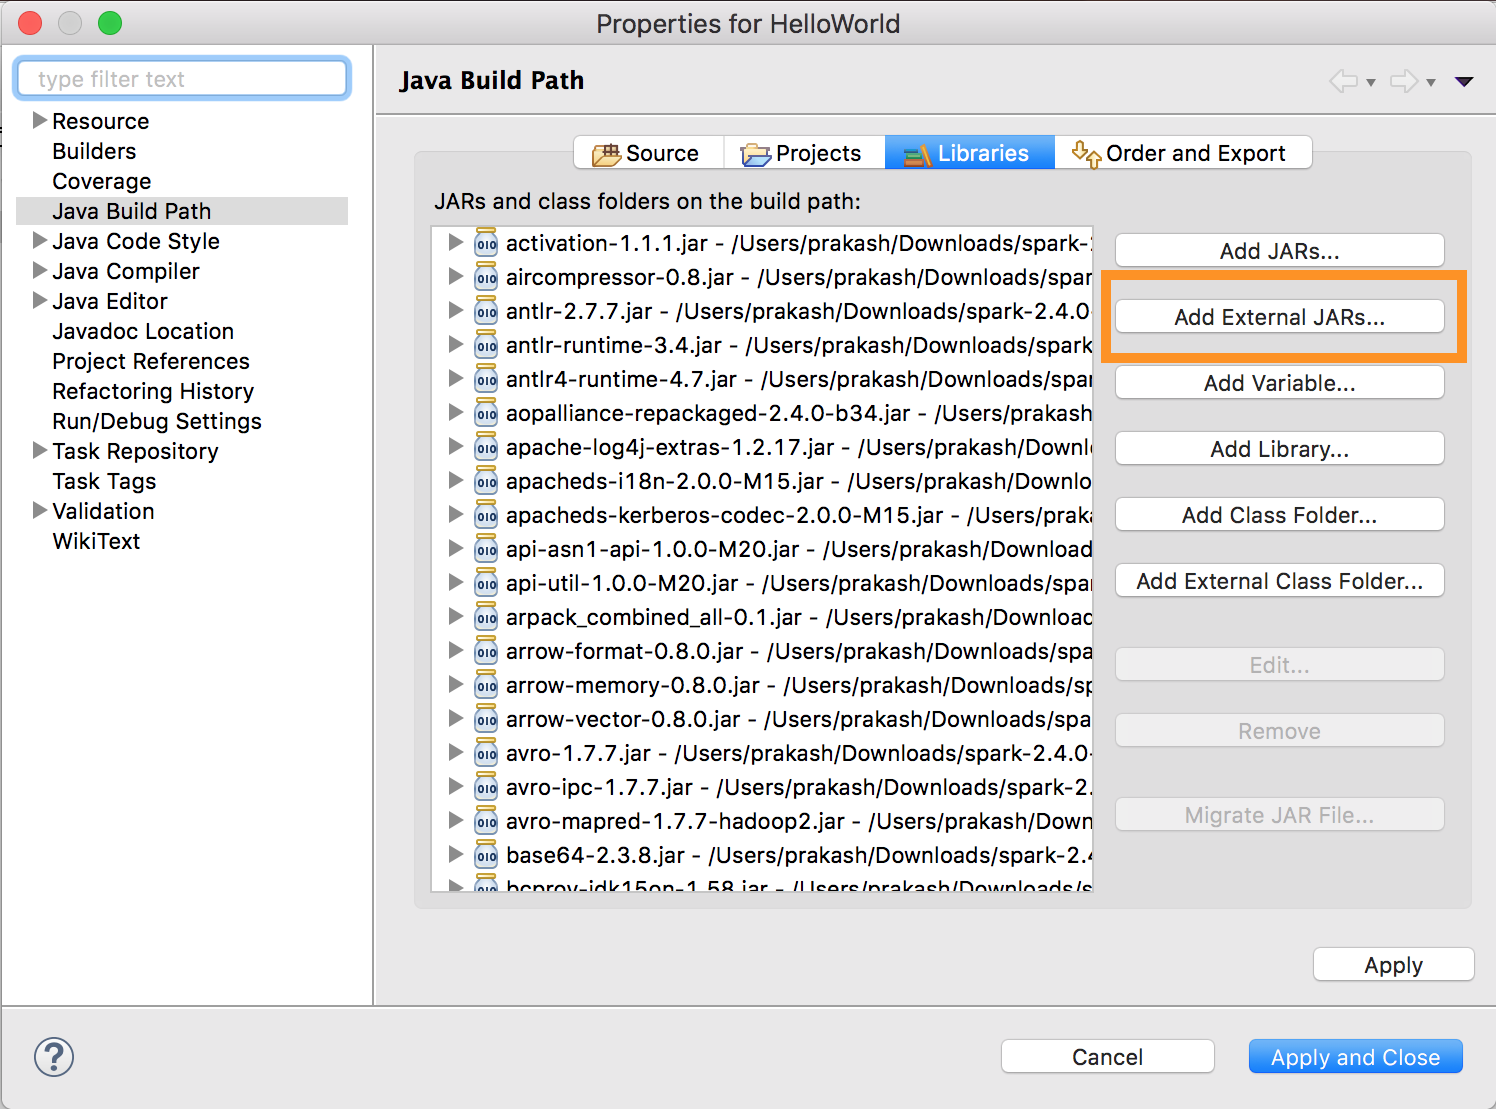 Properties for HelloWorld
type filter text
Resource
Builders
Coverage
Java Build Path
Java Code Style
Java Compiler
Java Editor
Javadoc Location
Project References
Refactoring History
Run/Debug Settings
Task Repository
Task Tags
Validation
WikiText
Java Build Path
Source Projects Libraries Order and Export
JARs and class folders on the build path:
activation-1.1.1.jar - /Users/prakash/Downloads/spark-
aircompressor-0.8.jar - /Users/prakash/Downloads/spar
antlr-2.7.7.jar - /Users/prakash/Downloads/spark-2.4.0
antlr-runtime-3.4.jar - /Users/prakash/Downloads/spark
antlr4-runtime-4.7.jar - /Users/prakash/Downloads/spar
aopalliance-repackaged-2.4.0-b34.jar - /Users/prakash
apache-log4j-extras-1.2.17.jar - /Users/prakash/Downl
apacheds-i18n-2.0.0-M15.jar - /Users/prakash/Downlo
apacheds-kerberos-codec-2.0.0-M15.jar - /Users/praka
api-asn1-api-1.0.0-M20.jar - /Users/prakash/Download
api-util-1.0.0-M20.jar - /Users/prakash/Downloads/spa
arpack_combined_all-0.1.jar - /Users/prakash/Downloac
arrow-format-0.8.0.jar - /Users/prakash/Downloads/spa
arrow-memory-0.8.0.jar - /Users/prakash/Downloads/sp
arrow-vector-0.8.0.jar - /Users/prakash/Downloads/spa
avro-1.7.7.jar - /Users/prakash/Downloads/spark-2.4.0-
avro-ipc-1.7.7.jar - /Users/prakash/Downloads/spark-2.
avro-mapred-1.7.7-hadoop2.jar - /Users/prakash/Down
base64-2.3.8.jar - /Users/prakash/Downloads/spark-2.4
bcprov-jdk15on-1.58.jar - /Users/prakash/Downloads/s
Add JARs...
Add External JARs...
Add Variable...
Add Library...
Add Class Folder...
Add External Class Folder...
Edit...
Remove
Migrate JAR File...
Apply
?
Cancel
Apply and Close